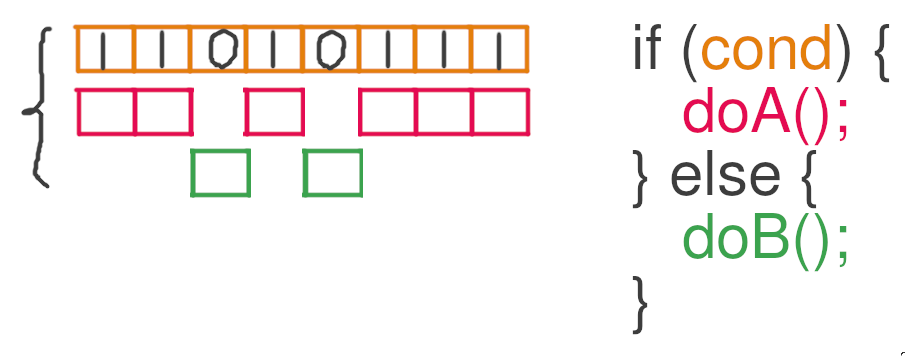 1 1 0 1 0 1 1 1
if (cond) {
doA();
} else {
doB();
}